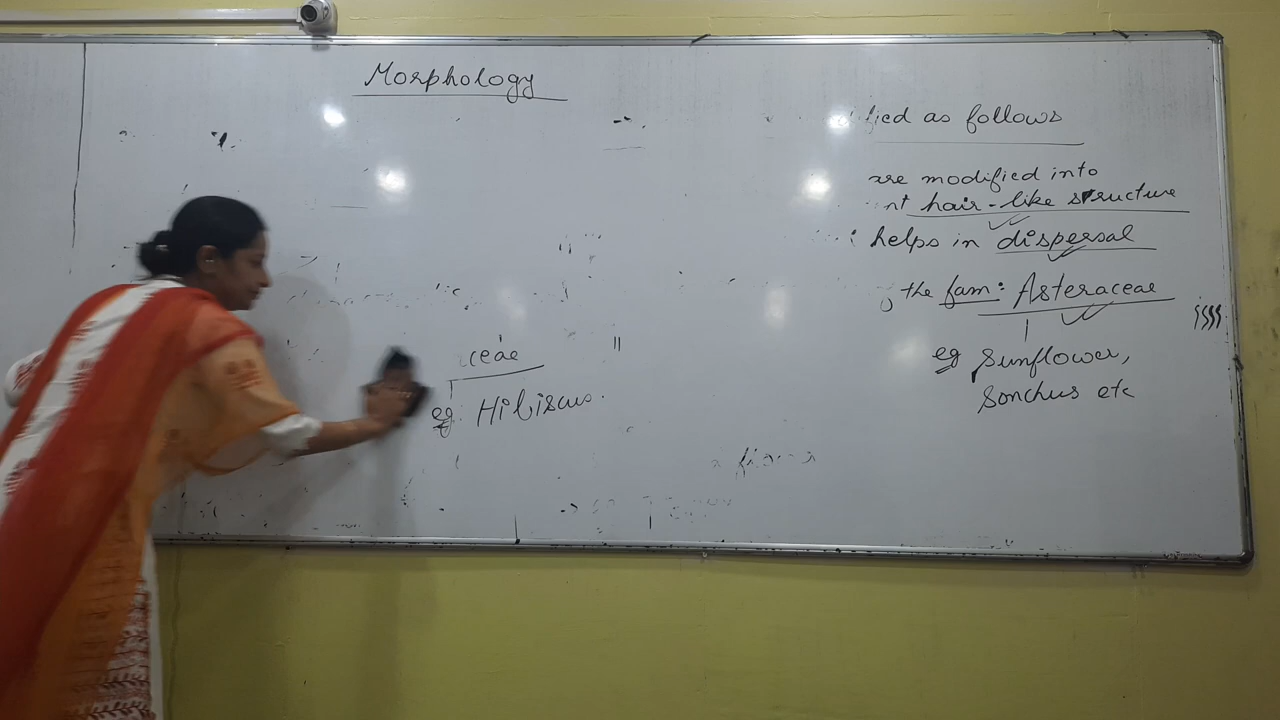 Morphology
fied as follows
are modified into
nt hair-like structure
helps in dispersal
the fam: Asteraceae
ceae
eg Hibiscus.
eg Sunflower,
Sonchus etc